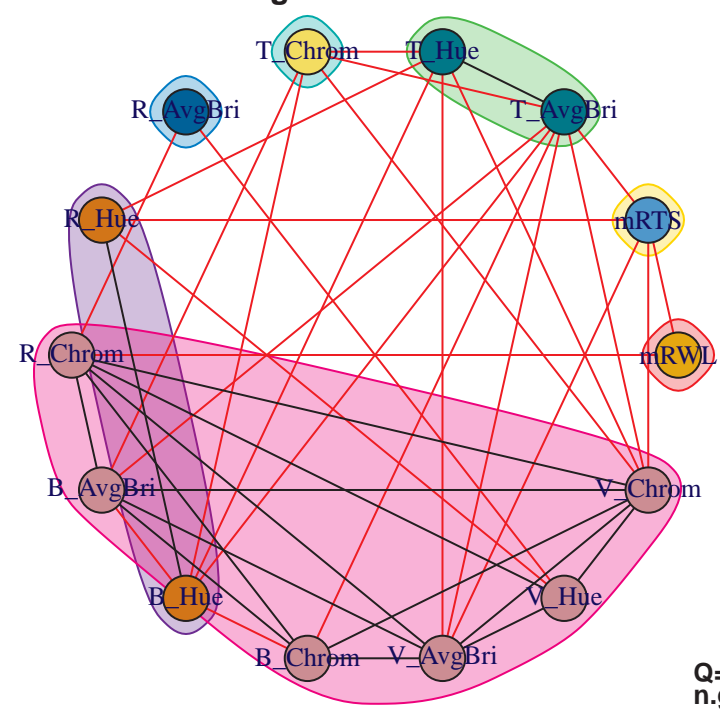 g
T_Chrom
T_Hue
R_AvgBri
T_AvgBri
R_Hue
mRTS
R_Chrom
mRWL
B_AvgBri
V_Chrom
B_Hue
V_Hue
B_Chrom
V_AvgBri
Q=
n.g